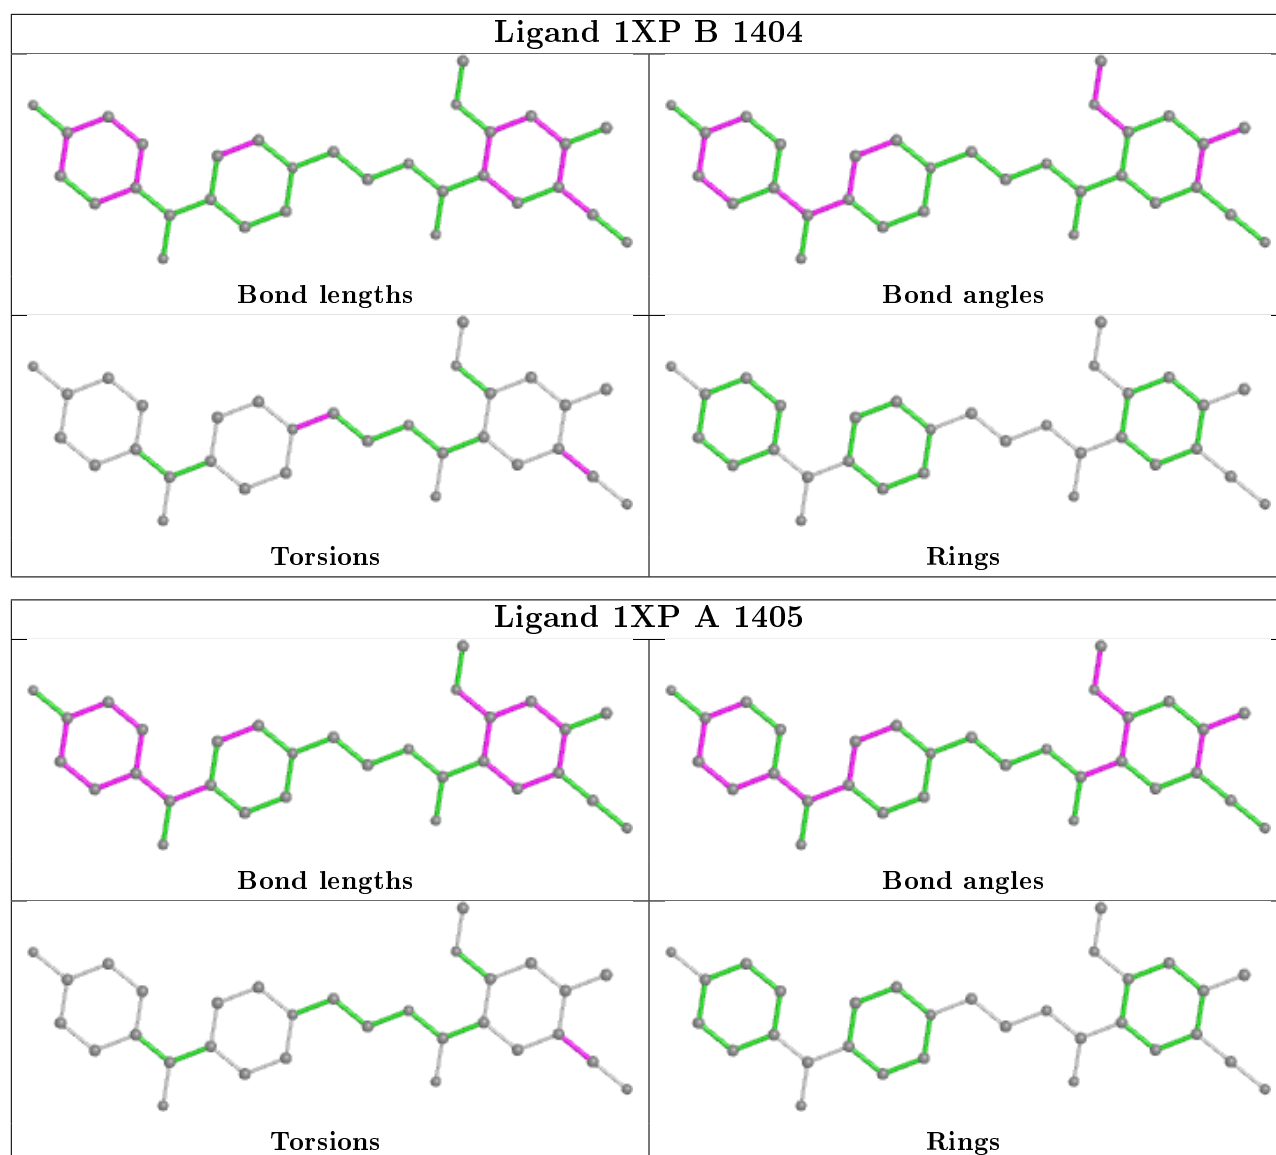 Ligand 1XP B 1404
Bond lengths
Bond angles
Torsions
Rings
Ligand 1XP A 1405
Bond lengths
Bond angles
Torsions
Rings